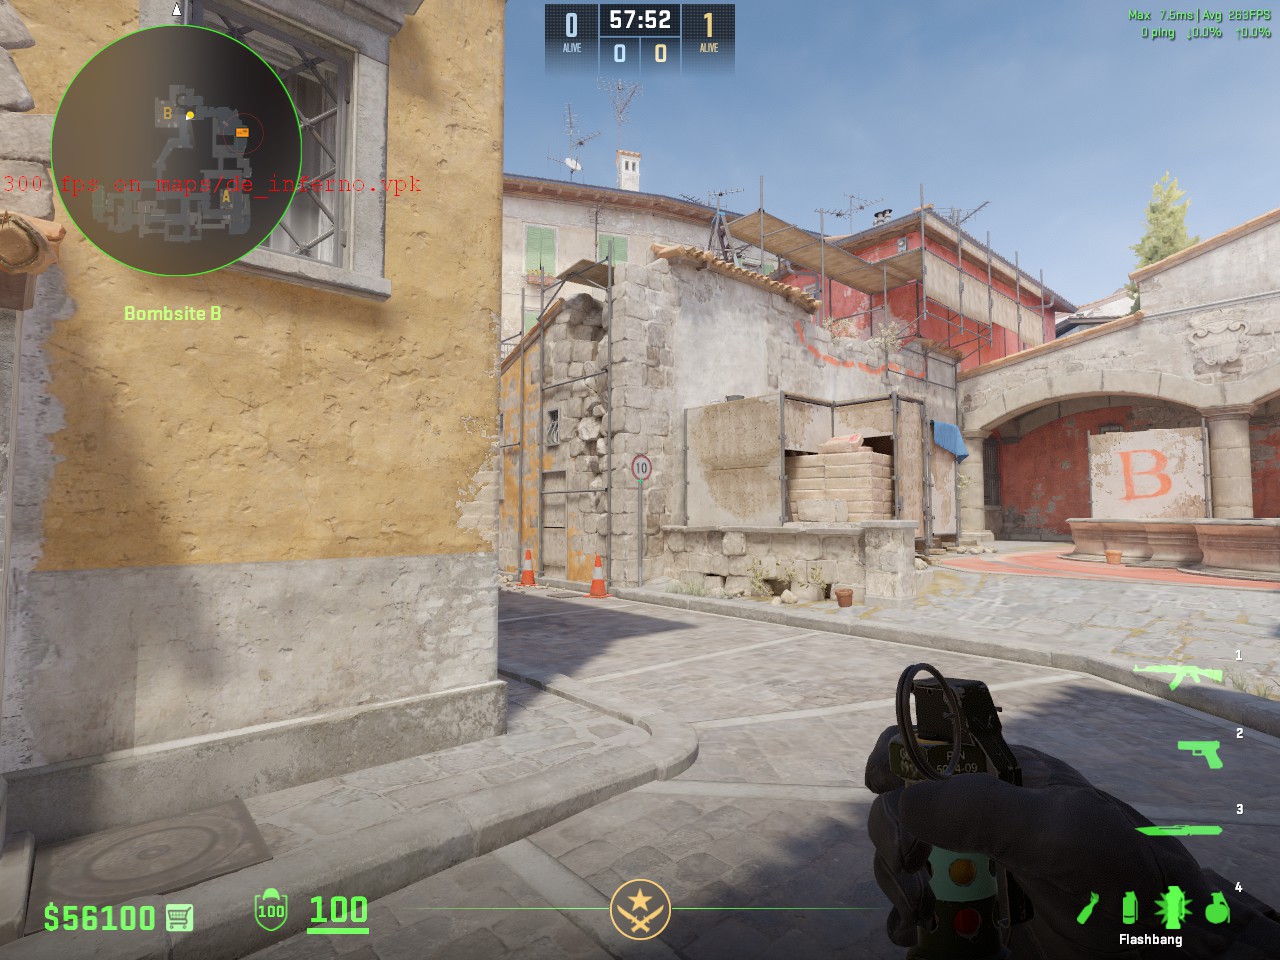 0
57:52
1
ALIVE
0
0
ALIVE
Max 7.5ms | Avg 263FPS
0 ping ↓0.0% ↑0.0%
B
300 fps on maps/de_inferno.vpk
A
Bombsite B
10
B
1
2
3
4
$56100
100
100
Flashbang